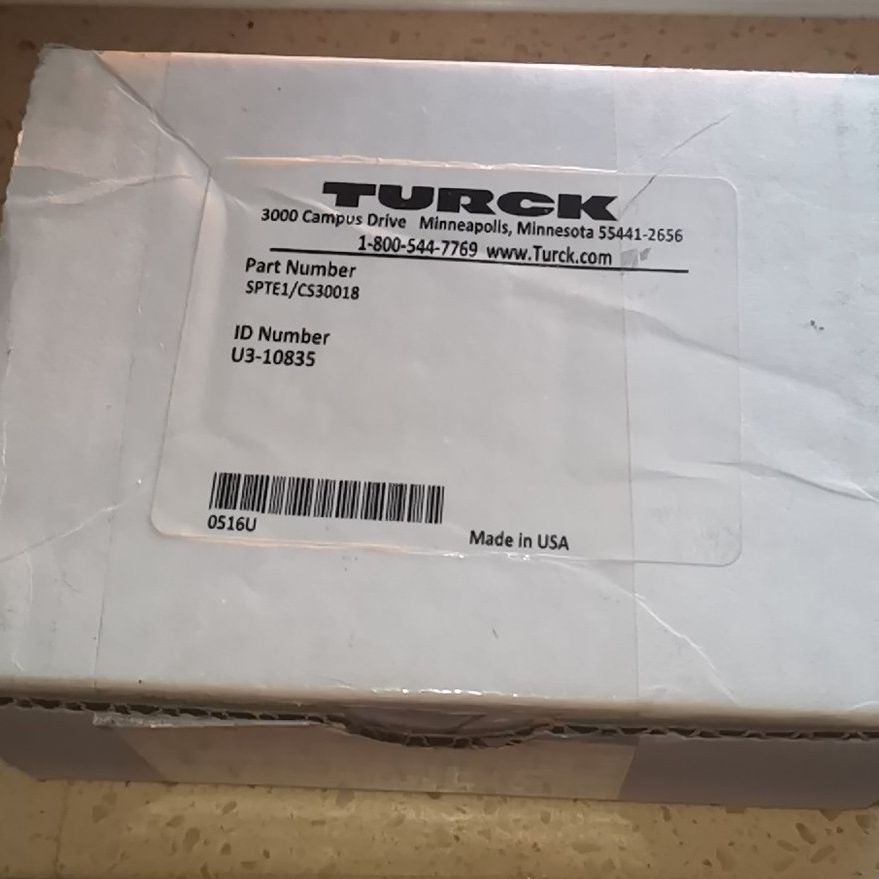 TURCK
3000 Campus Drive Minneapolis, Minnesota 55441-2656
1-800-544-7769 www.Turck.com
Part Number
SPTE1/CS30018
ID Number
U3-10835
0516U
Made in USA